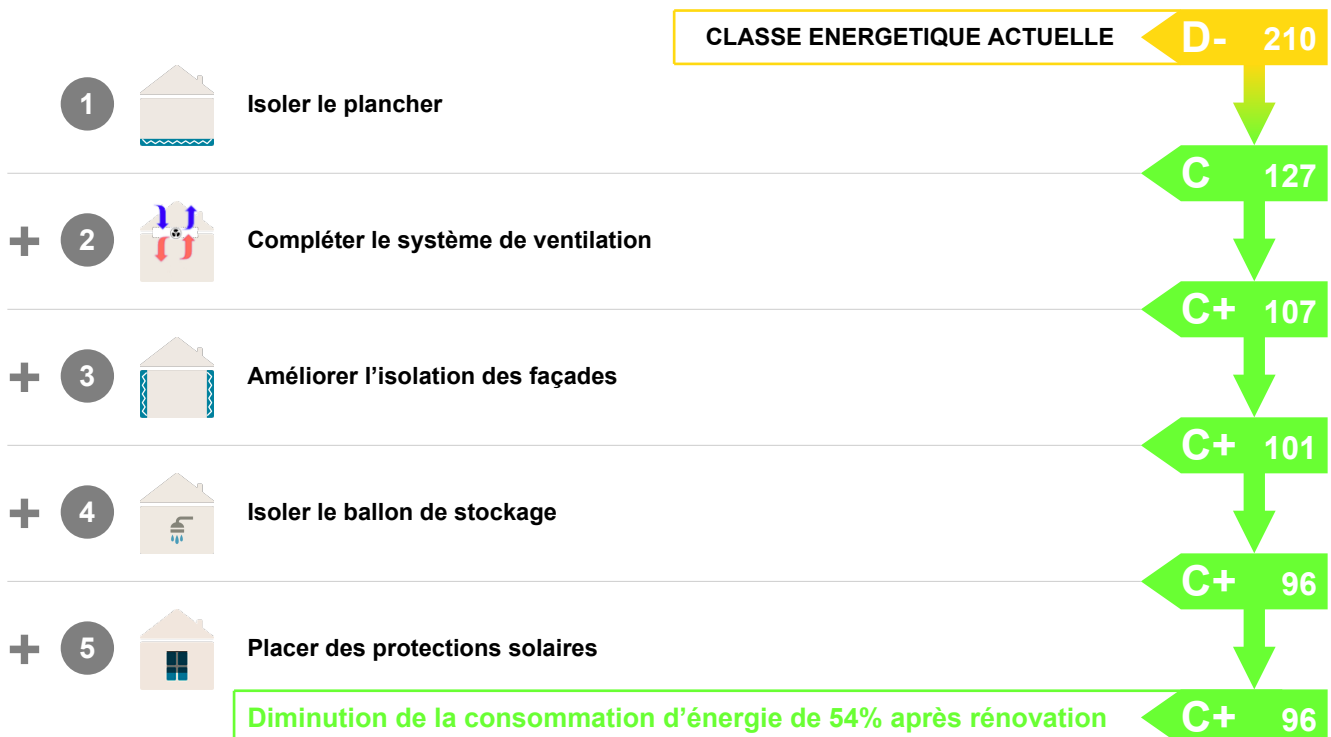 CLASSE ENERGETIQUE ACTUELLE D- 210
1 Isoler le plancher
C 127
+ 2 Compléter le système de ventilation
C+ 107
+ 3 Améliorer l’isolation des façades
C+ 101
+ 4 Isoler le ballon de stockage
C+ 96
+ 5 Placer des protections solaires
Diminution de la consommation d’énergie de 54% après rénovation C+ 96